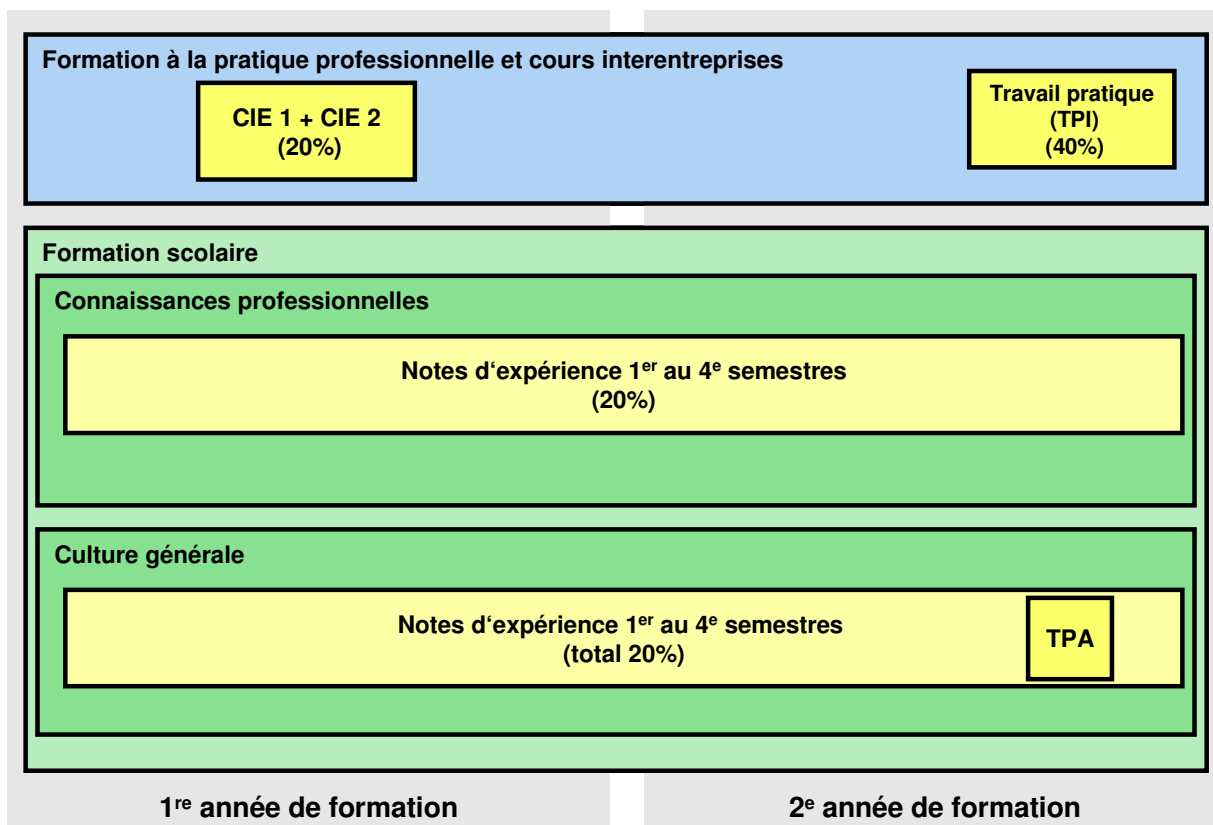 Formation à la pratique professionnelle et cours interentreprises
CIE 1 + CIE 2
(20%)
Travail pratique
(TPI)
(40%)
Formation scolaire
Connaissances professionnelles
Notes d‘expérience 1er au 4e semestres
(20%)
Culture générale
Notes d‘expérience 1er au 4e semestres
(total 20%)
TPA
1re année de formation
2e année de formation